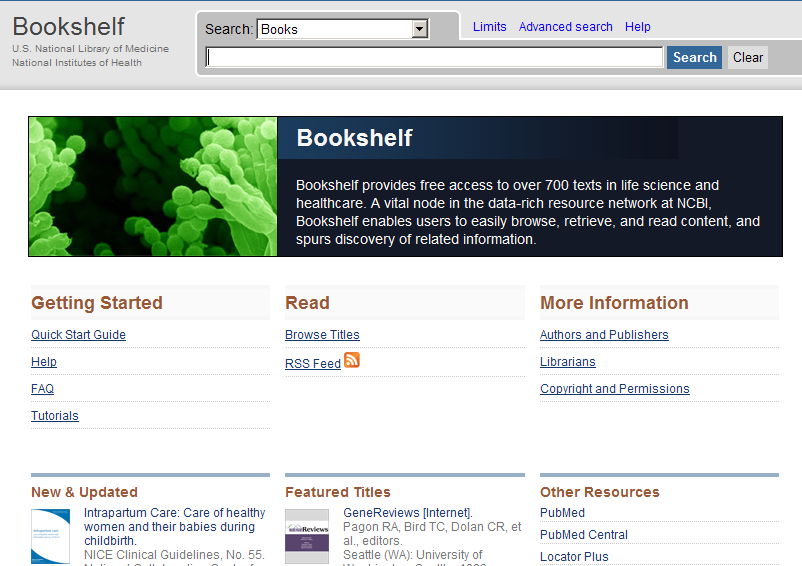 Bookshelf
U.S. National Library of Medicine
National Institutes of Health
Search: Books
Limits Advanced search Help
Search Clear
Bookshelf
Bookshelf provides free access to over 700 texts in life science and
healthcare. A vital node in the data-rich resource network at NCBI,
Bookshelf enables users to easily browse, retrieve, and read content, and
spurs discovery of related information.
Getting Started
Quick Start Guide
Help
FAQ
Tutorials
Read
Browse Titles
RSS Feed
More Information
Authors and Publishers
Librarians
Copyright and Permissions
New & Updated
Intrapartum Care: Care of healthy
women and their babies during
childbirth.
NICE Clinical Guidelines, No. 55.
Featured Titles
GeneReviews
GeneReviews [Internet].
Pagon RA, Bird TC, Dolan CR, et
al., editors.
Seattle (WA): University of
Other Resources
PubMed
PubMed Central
Locator Plus